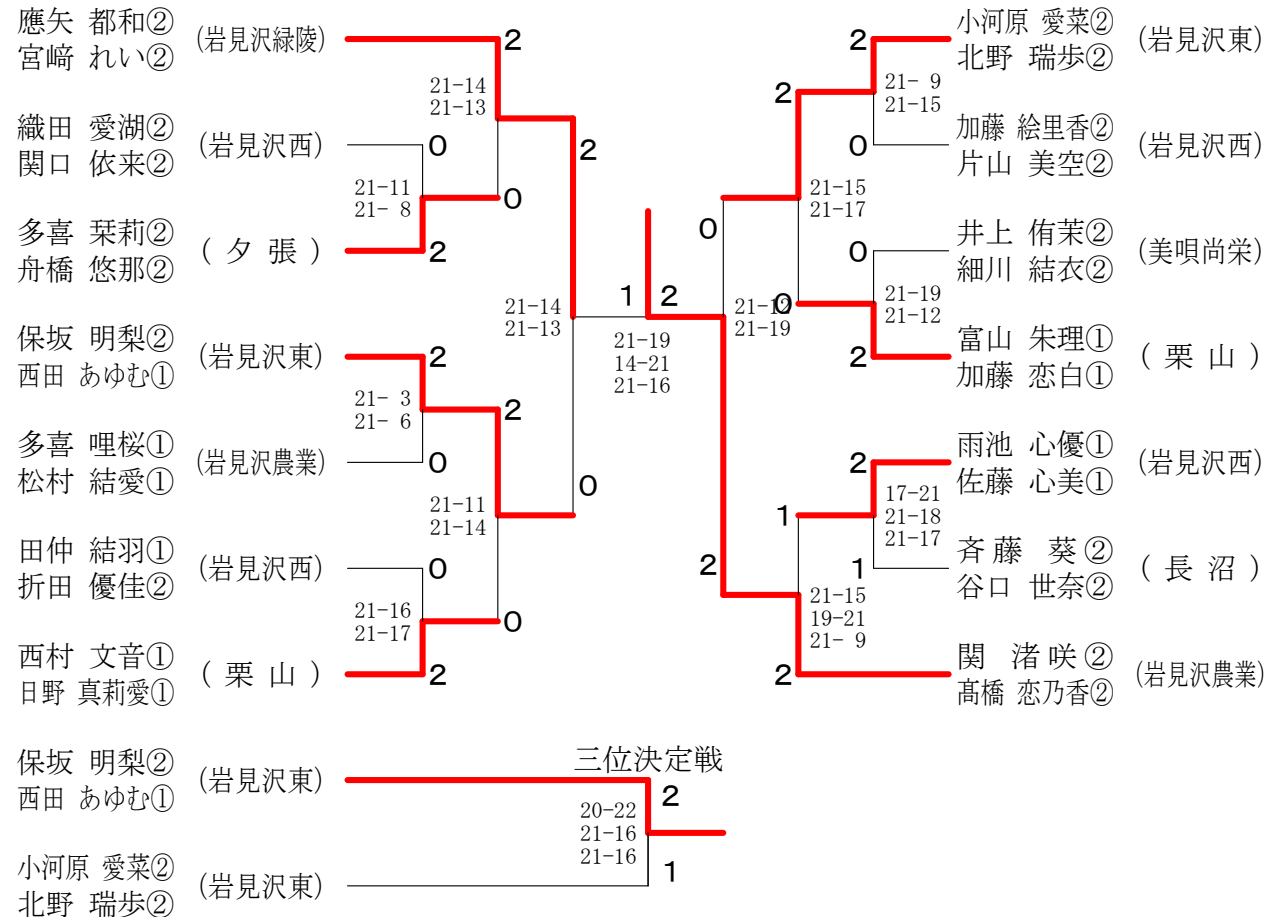 應矢 都和②
宮﨑 れい②
(岩見沢緑陵)
2
21-14
21-13
織田 愛湖②
関口 依来②
(岩見沢西)
0
21-11
21- 8
0
多喜 栞莉②
舟橋 悠那②
( 夕 張 )
2
2
21-14
21-13
保坂 明梨②
西田 あゆむ①
(岩見沢東)
2
21- 3
21- 6
2
多喜 哩桜①
松村 結愛①
(岩見沢農業)
0
21-11
21-14
0
田仲 結羽①
折田 優佳②
(岩見沢西)
0
21-16
21-17
0
西村 文音①
日野 真莉愛①
( 栗 山 )
2
1
2
21-19
14-21
21-16
小河原 愛菜②
北野 瑞歩②
(岩見沢東)
2
21- 9
21-15
2
加藤 絵里香②
片山 美空②
(岩見沢西)
0
21-15
21-17
0
井上 侑茉②
細川 結衣②
(美唄尚栄)
0
21-19
21-12
0
21-12
21-19
富山 朱理①
加藤 恋白①
( 栗 山 )
2
雨池 心優①
佐藤 心美①
(岩見沢西)
2
17-21
21-18
21-17
1
斉藤 葵②
谷口 世奈②
( 長 沼 )
1
2
21-15
19-21
21- 9
関 渚咲②
髙橋 恋乃香②
(岩見沢農業)
2
三位決定戦
保坂 明梨②
西田 あゆむ①
(岩見沢東)
2
20-22
21-16
21-16
小河原 愛菜②
北野 瑞歩②
(岩見沢東)
1